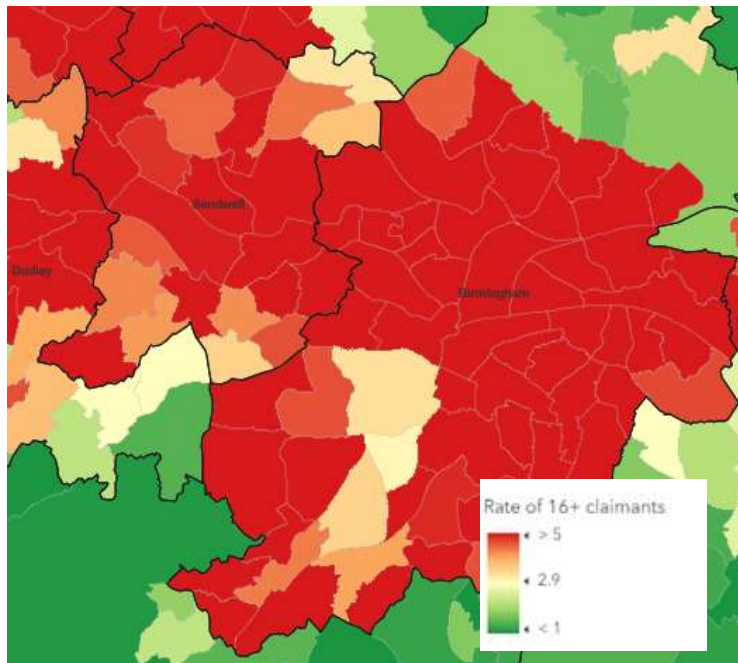 Sandwell
Dudley
Birmingham
Rate of 16+ claimants
> 5
2.9
< 1